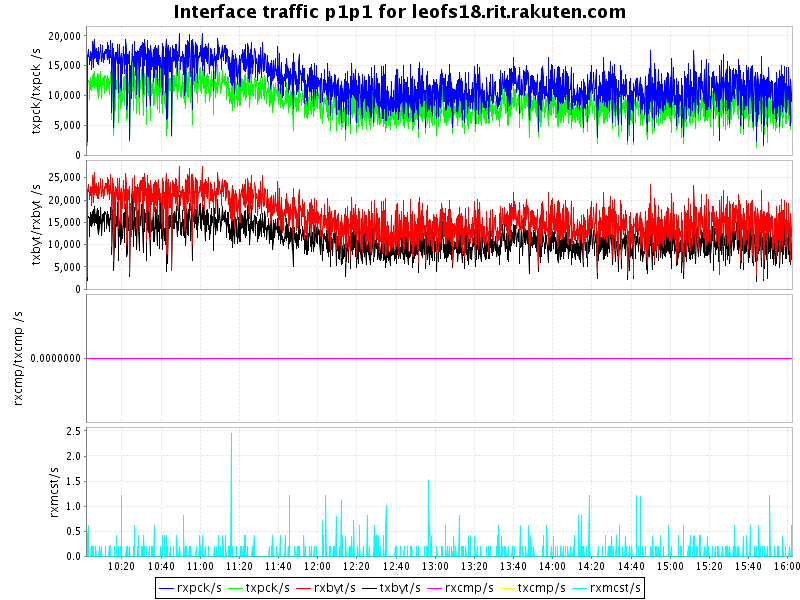 Interface traffic p1p1 for leofs18.rit.rakuten.com
txpck/txpck /s
20,000
15,000
10,000
5,000
0
txbyt/rxbyt /s
25,000
20,000
15,000
10,000
5,000
0
rxcmp/txcmp /s
0.0000000
rxmcst/s
2.5
2.0
1.5
1.0
0.5
0.0
10:20 10:40 11:00 11:20 11:40 12:00 12:20 12:40 13:00 13:20 13:40 14:00 14:20 14:40 15:00 15:20 15:40 16:00
rxpck/s txpck/s rxbyt/s txbyt/s rxcmp/s txcmp/s rxmcst/s